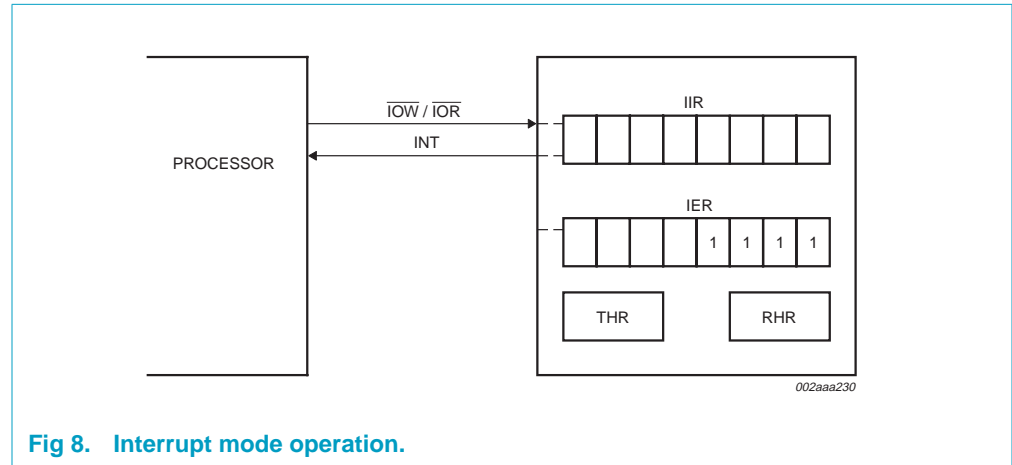 IOW / IOR
INT
PROCESSOR
IIR
IER
1 1 1 1
THR
RHR
002aaa230
Fig 8. Interrupt mode operation.